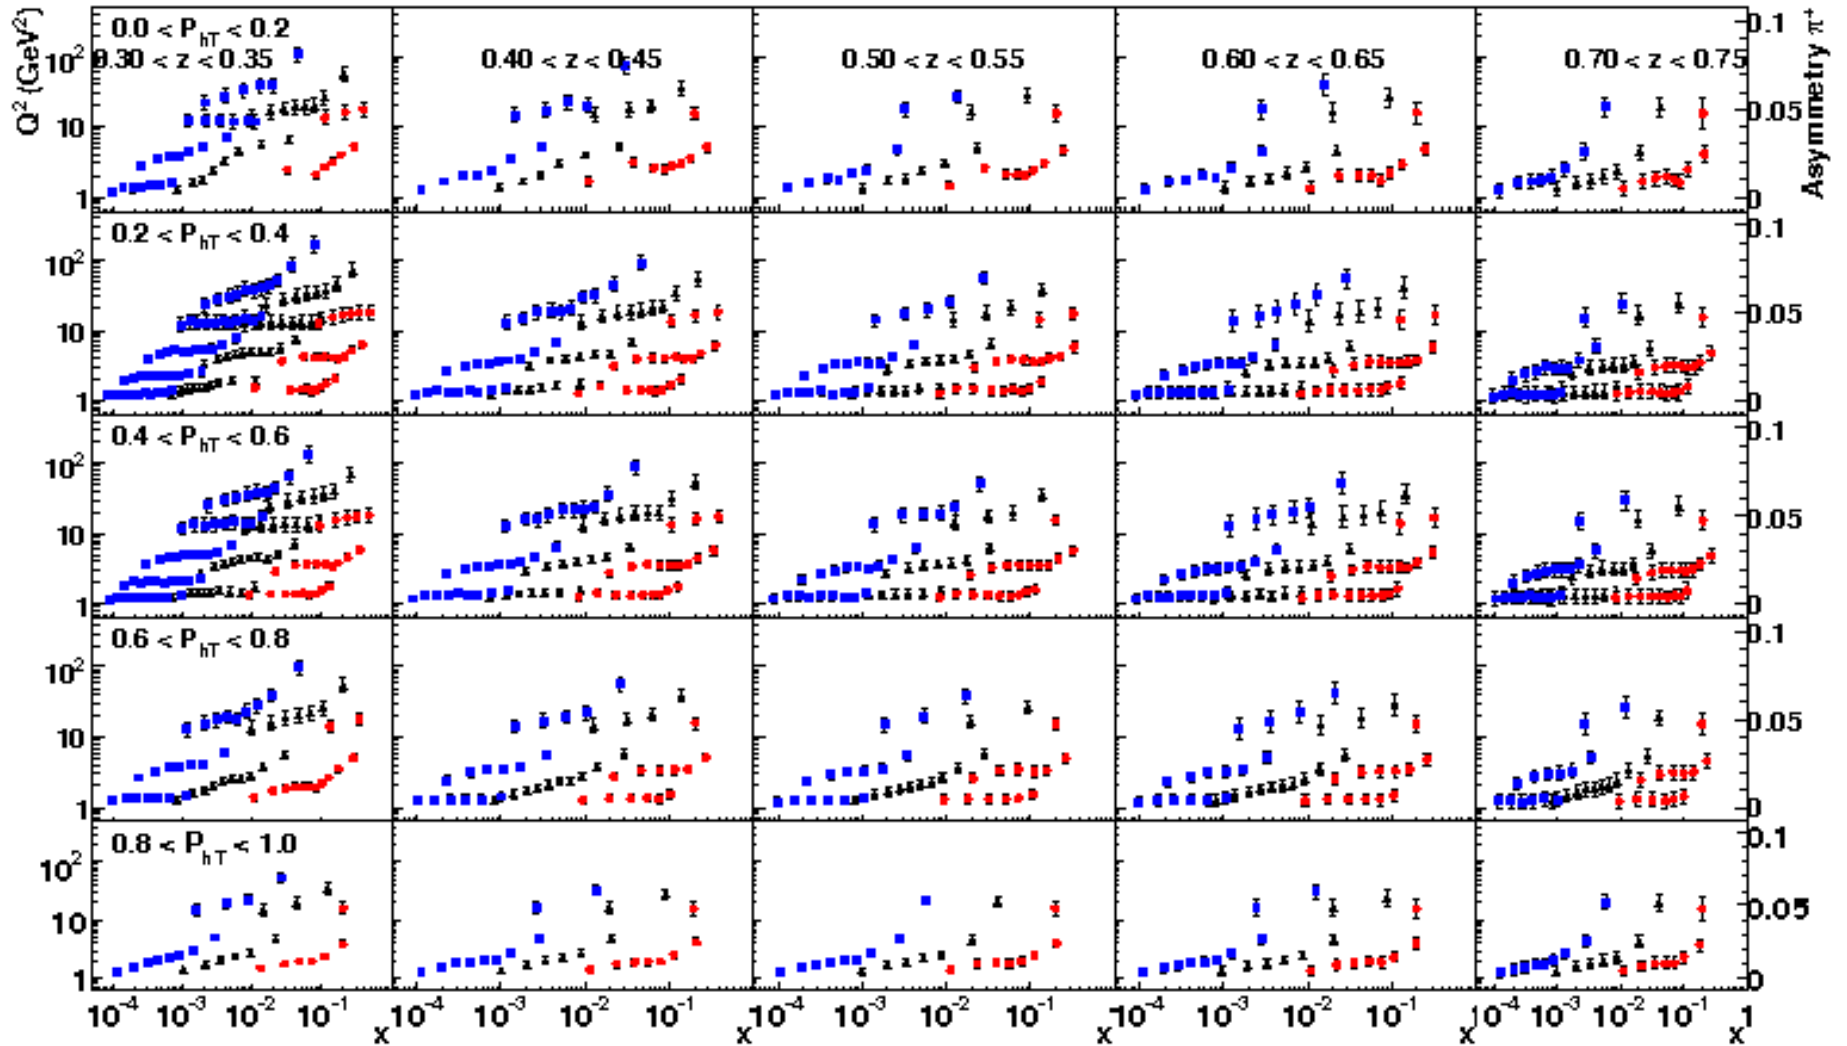 Q² (GeV²)
0.0 < P_hT < 0.2
0.30 < z < 0.35
0.40 < z < 0.45
0.50 < z < 0.55
0.60 < z < 0.65
0.70 < z < 0.75
10²
10
1
0.1
0.05
0
Asymmetry π⁺
0.2 < P_hT < 0.4
10²
10
1
0.1
0.05
0
0.4 < P_hT < 0.6
10²
10
1
0.1
0.05
0
0.6 < P_hT < 0.8
10²
10
1
0.1
0.05
0
0.8 < P_hT < 1.0
10²
10
1
0.1
0.05
0
10⁻⁴ 10⁻³ 10⁻² 10⁻¹ x
10⁻⁴ 10⁻³ 10⁻² 10⁻¹ x
10⁻⁴ 10⁻³ 10⁻² 10⁻¹ x
10⁻⁴ 10⁻³ 10⁻² 10⁻¹ x
10⁻⁴ 10⁻³ 10⁻² 10⁻¹ 1 x